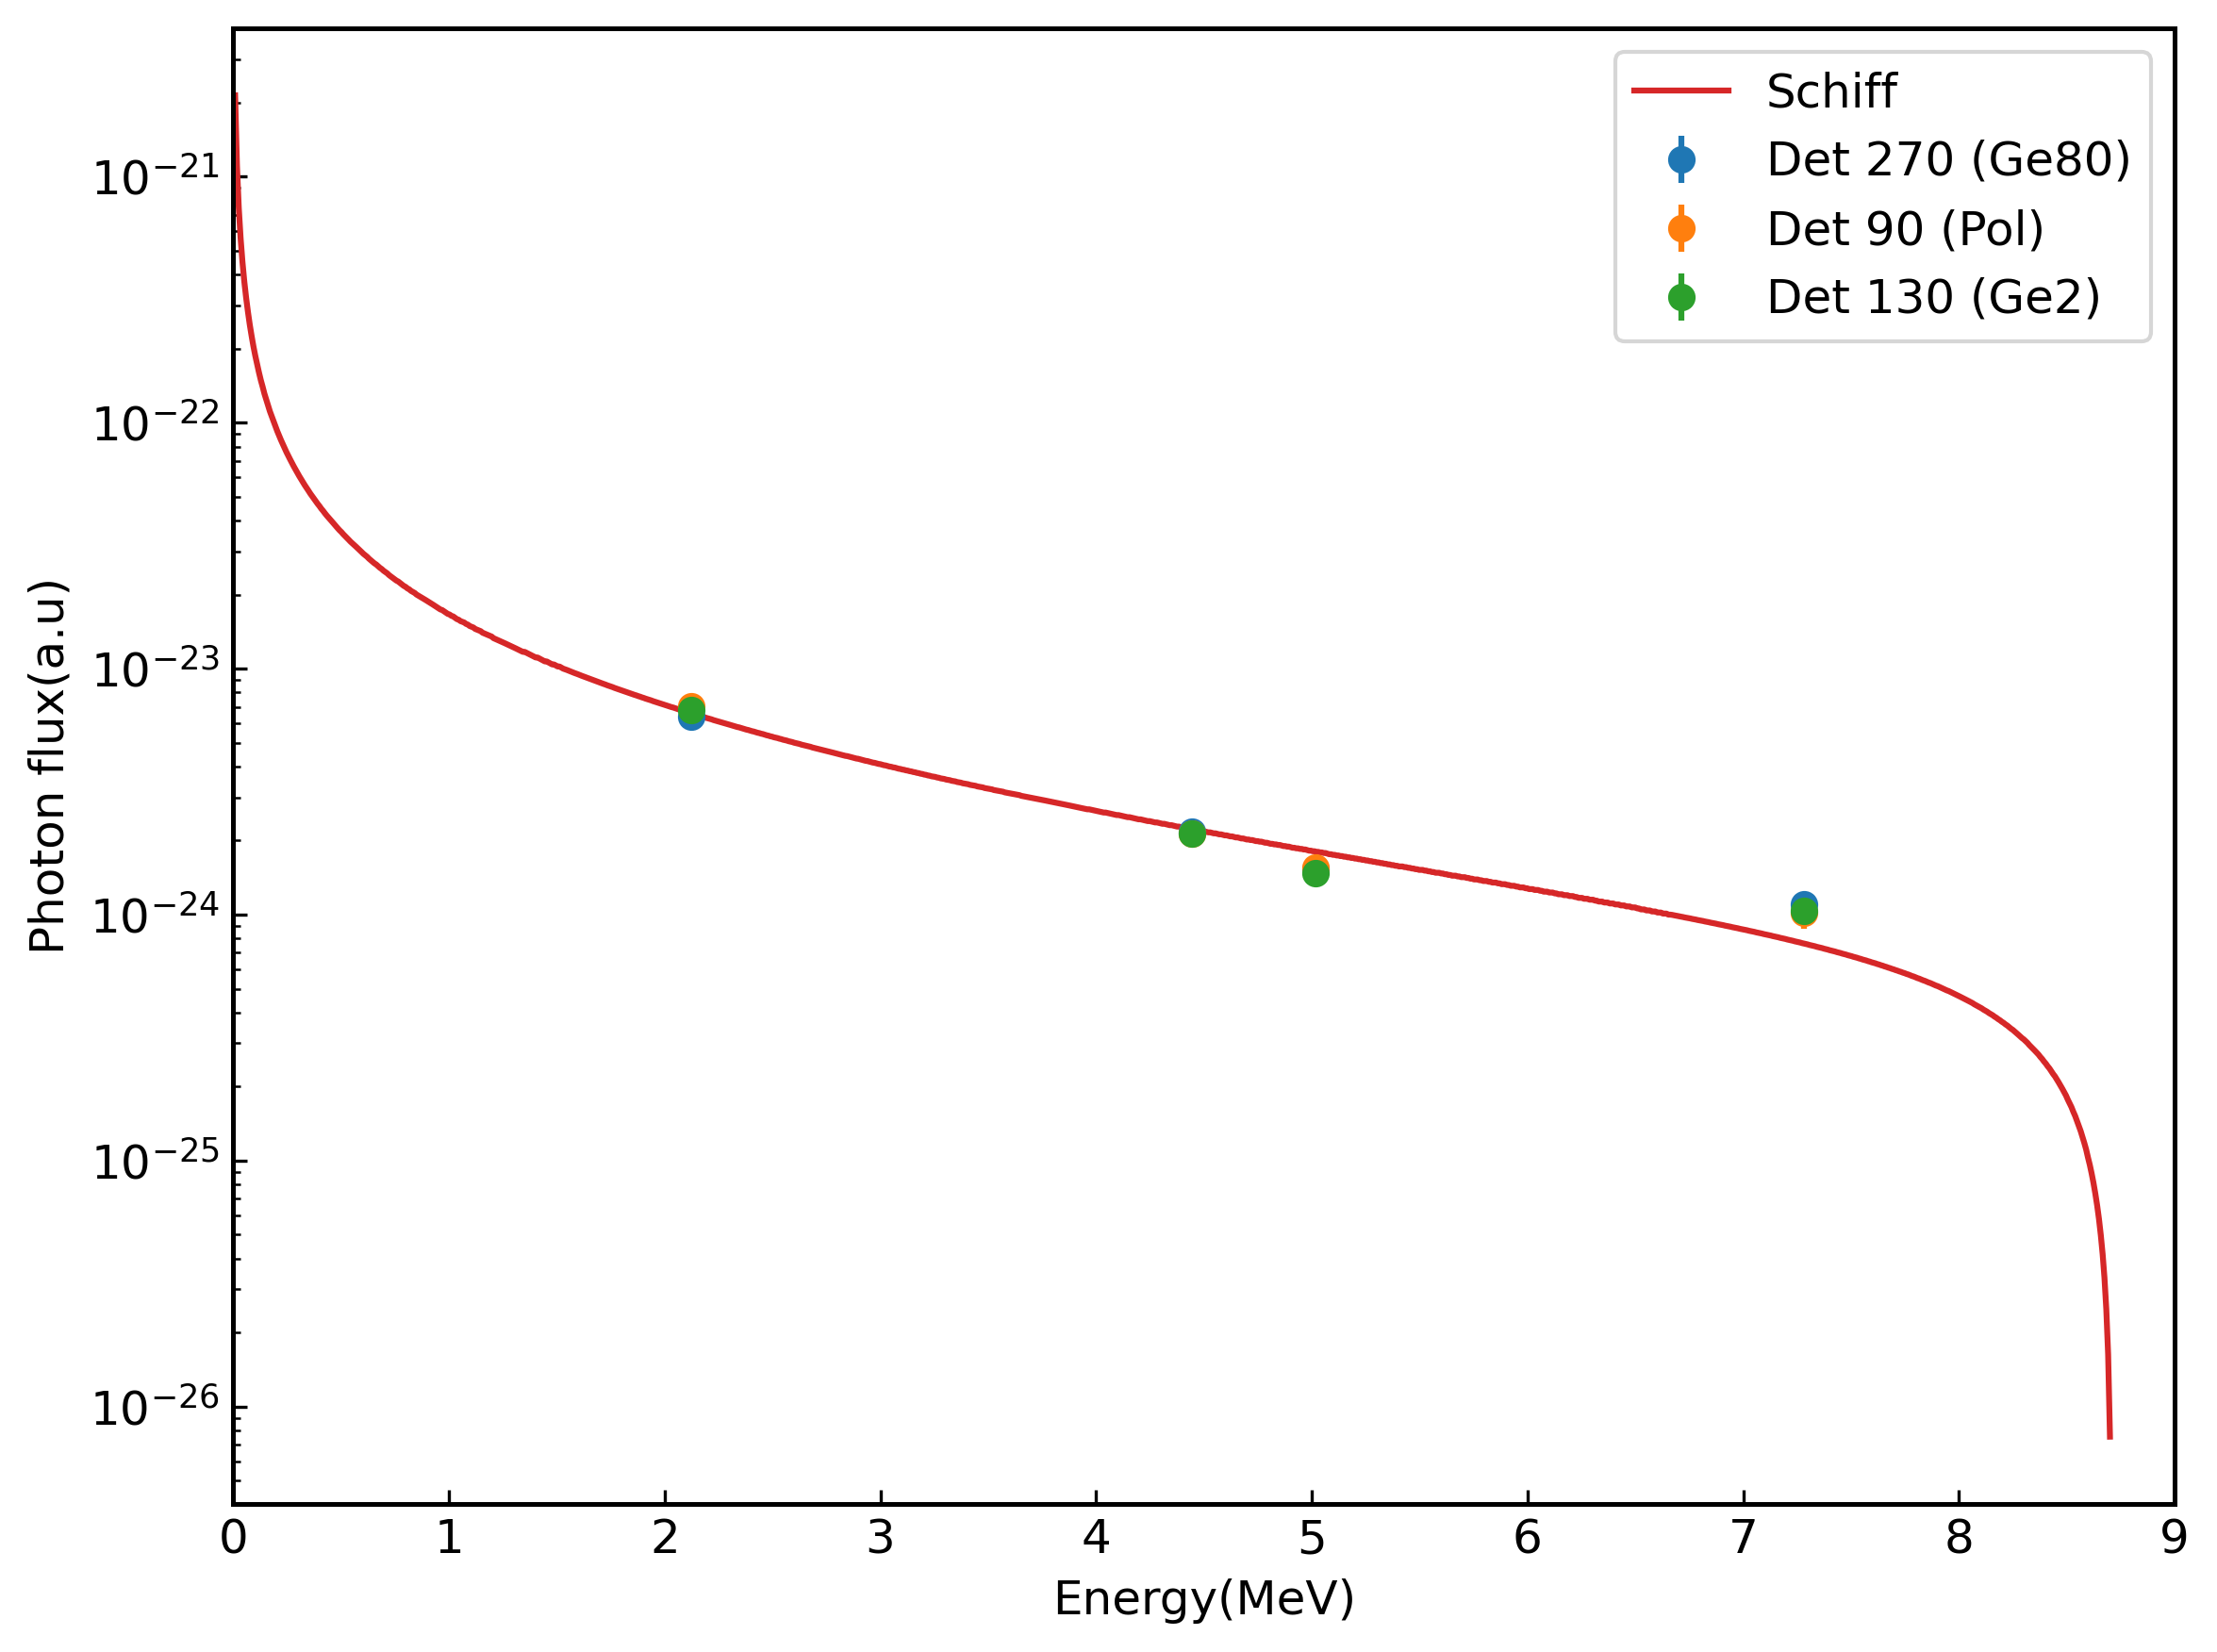 Schiff
Det 270 (Ge80)
Det 90 (Pol)
Det 130 (Ge2)
Photon flux(a.u)
10⁻²¹
10⁻²²
10⁻²³
10⁻²⁴
10⁻²⁵
10⁻²⁶
0 1 2 3 4 5 6 7 8 9
Energy(MeV)